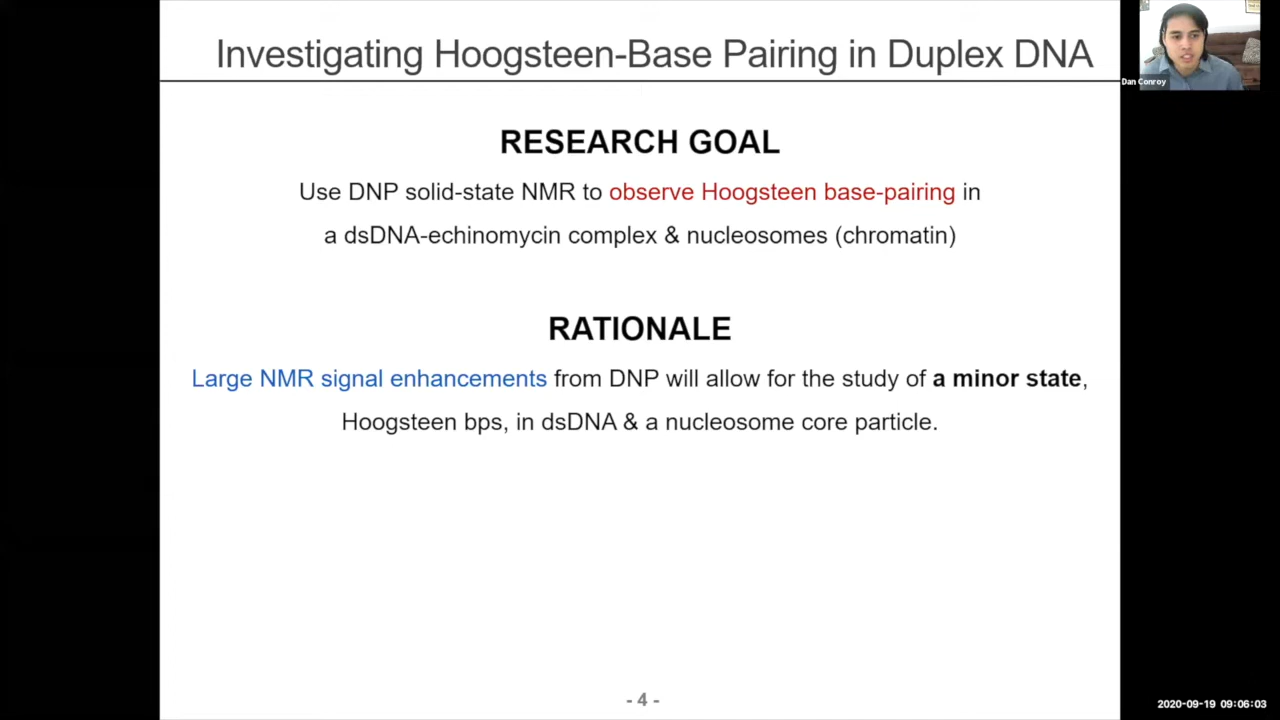 Investigating Hoogsteen-Base Pairing in Duplex DNA
Dan Conroy
RESEARCH GOAL
Use DNP solid-state NMR to observe Hoogsteen base-pairing in
a dsDNA-echinomycin complex & nucleosomes (chromatin)
RATIONALE
Large NMR signal enhancements from DNP will allow for the study of a minor state,
Hoogsteen bps, in dsDNA & a nucleosome core particle.
- 4 -
2020-09-19 09:06:03